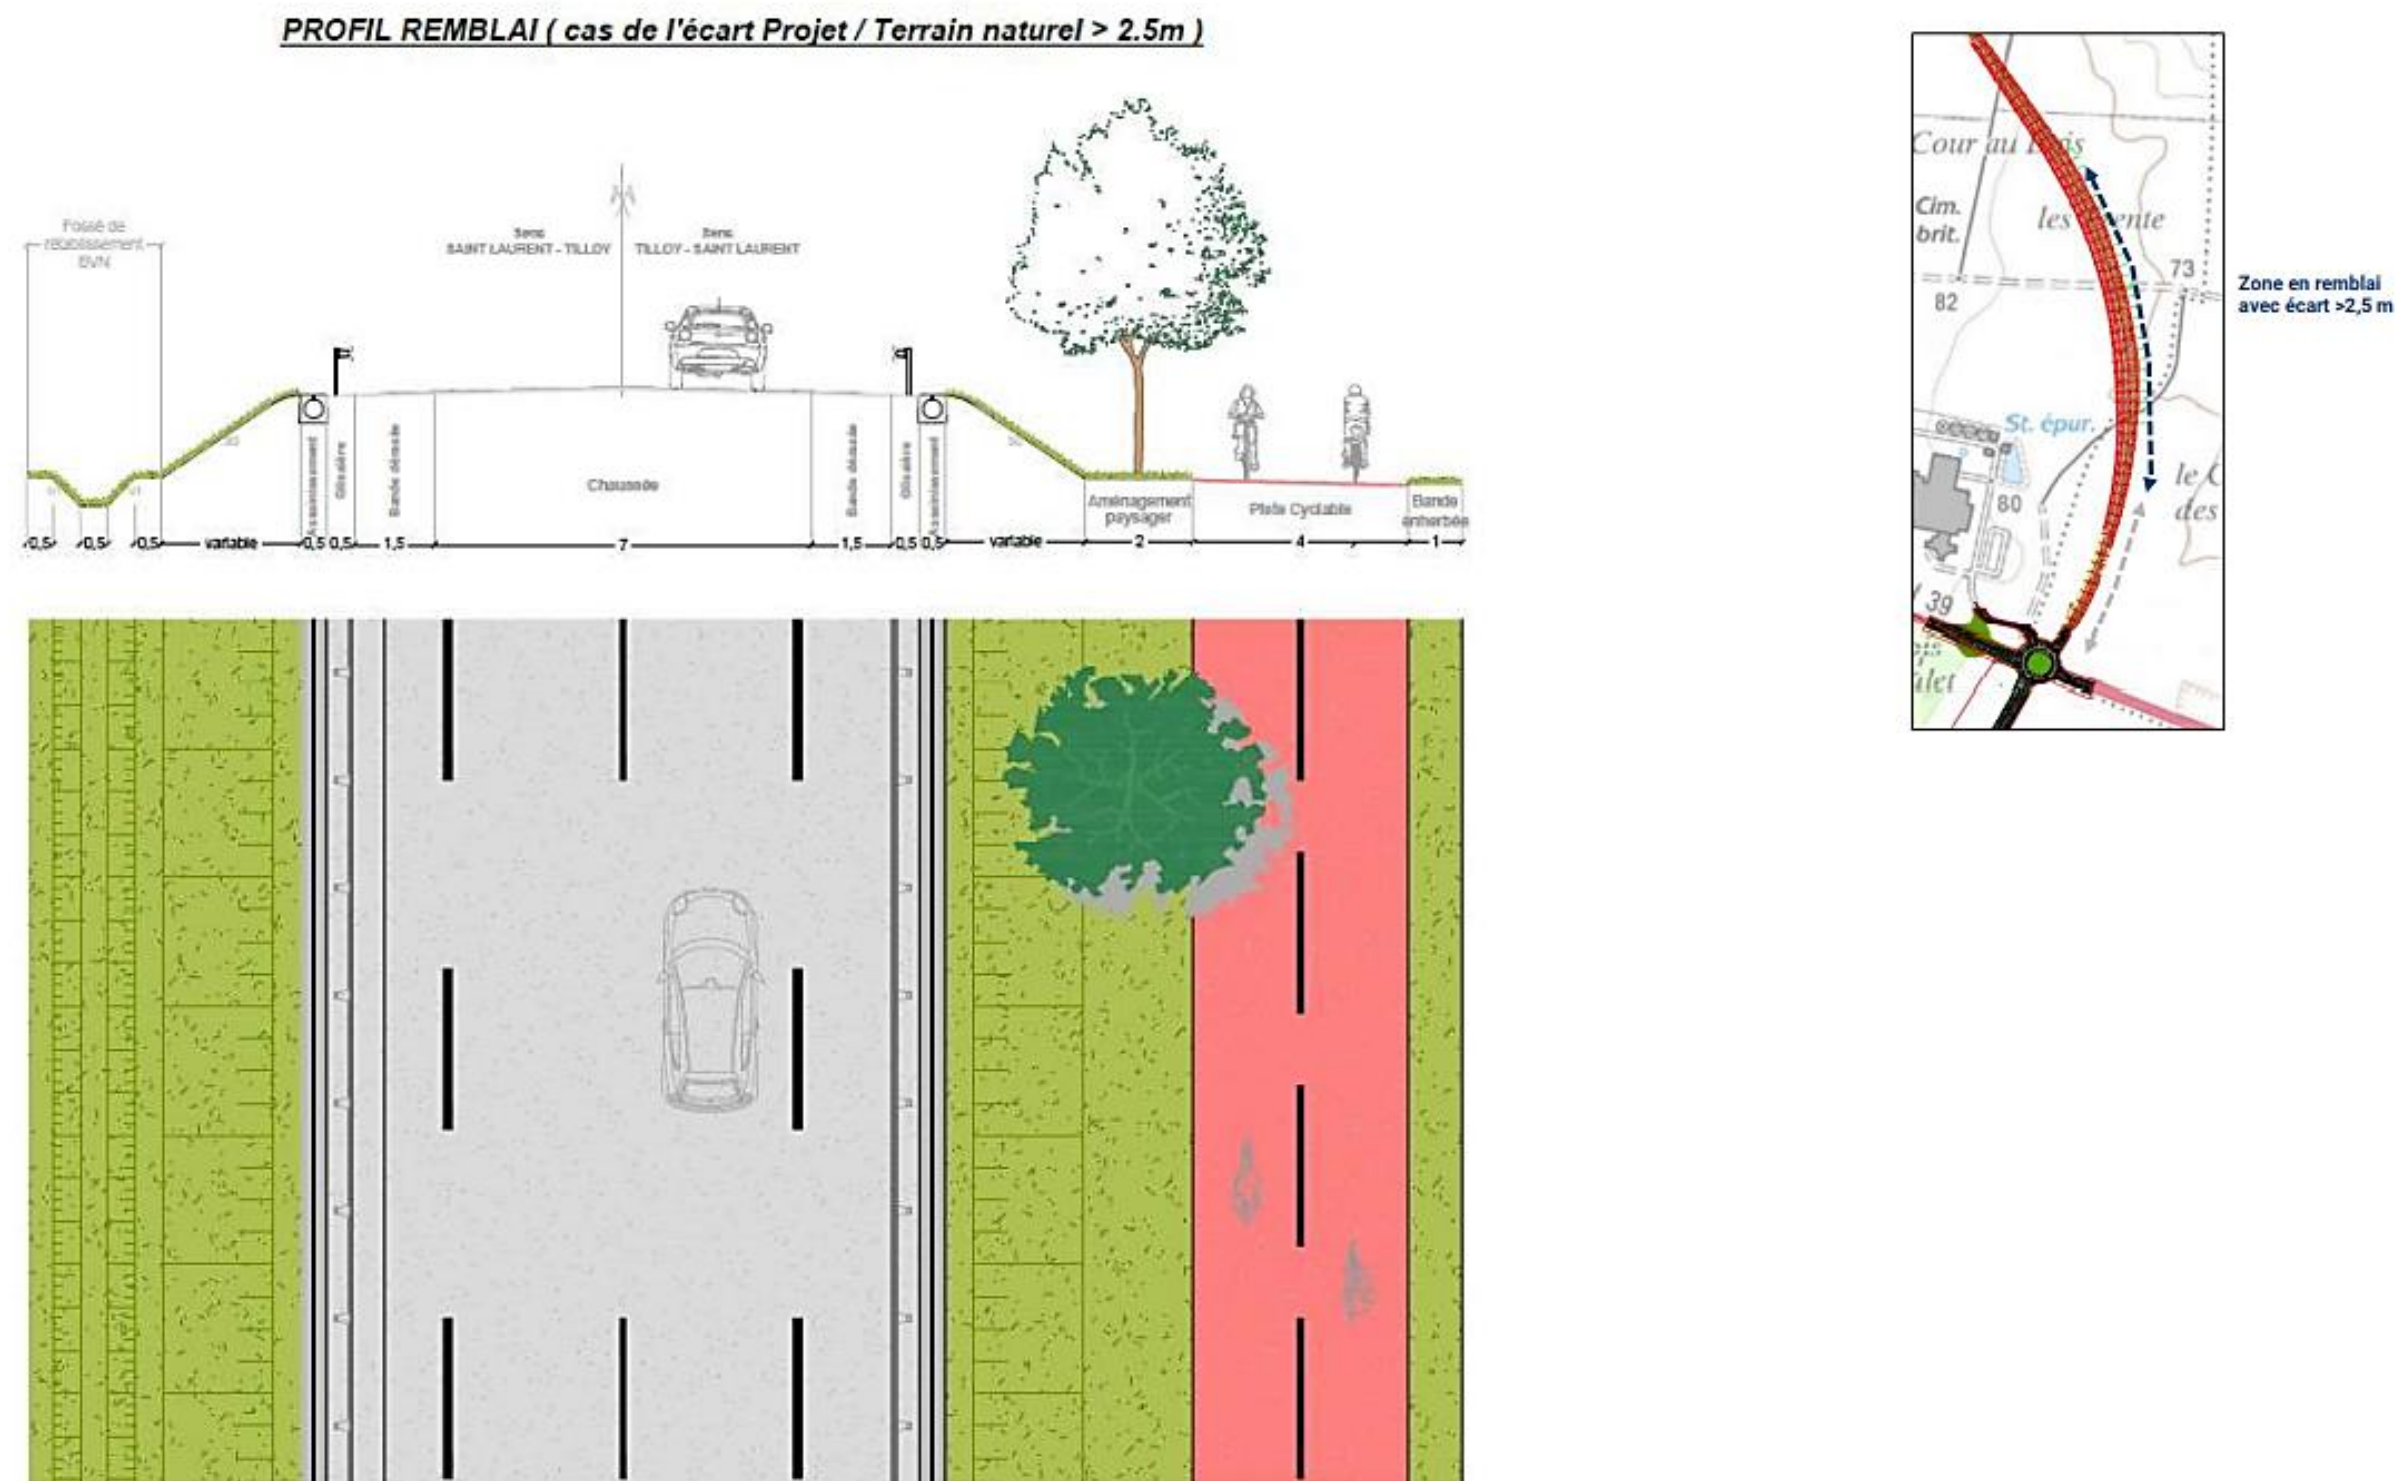 PROFIL REMBLAI ( cas de l'écart Projet / Terrain naturel > 2.5m )
Fossé de
rétablissement
BVN
Sens
SAINT LAURENT - TILLOY
Sens
TILLOY - SAINT LAURENT
Assainissement
Glissière
Bande dérasée
Chaussée
Bande dérasée
Glissière
Assainissement
Aménagement
paysager
Piste Cyclable
Bande
enherbée
0,5
0,5
0,5
variable
0,5
0,5
1,5
7
1,5
0,5
0,5
variable
2
4
1
Cour au Bois
Cim.
brit.
les
ente
73
82
Zone en remblai
avec écart >2,5 m
St. épur.
80
le
des
39